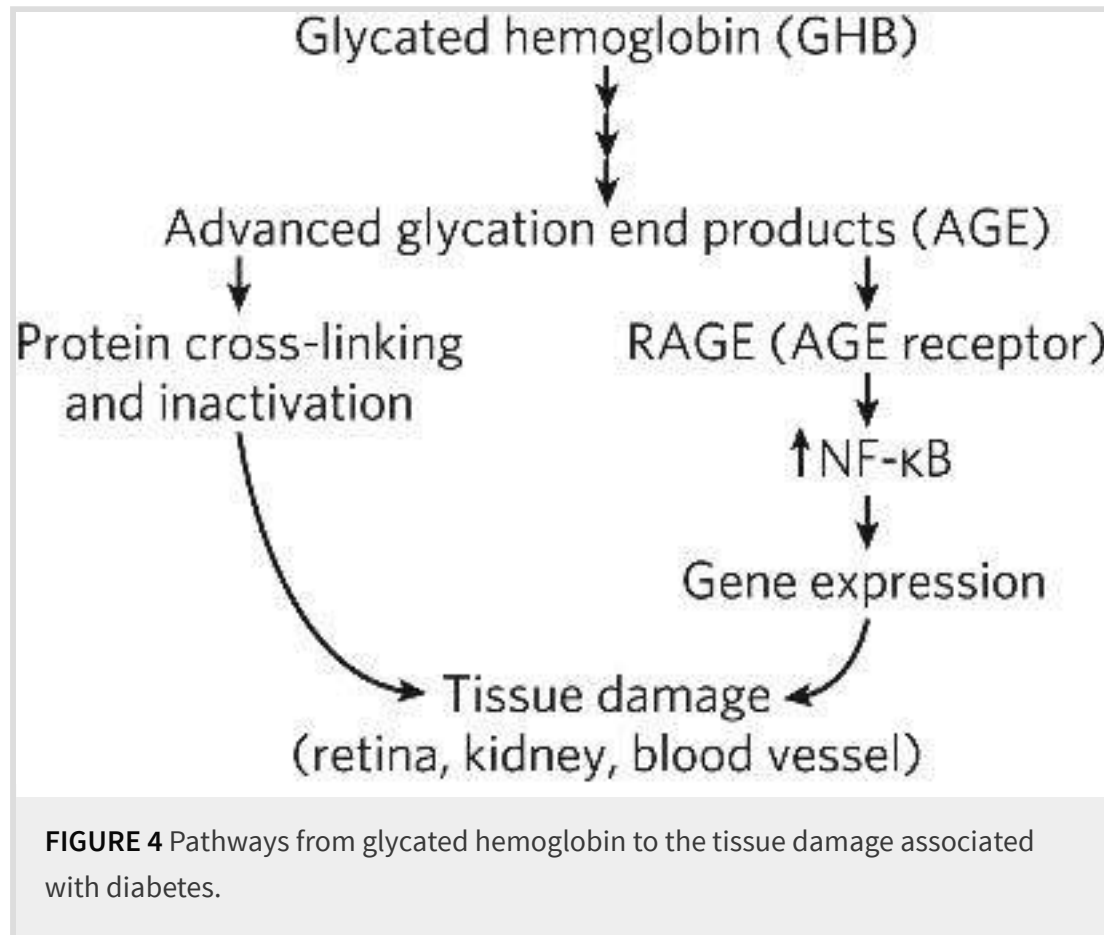 Glycated hemoglobin (GHB)
Advanced glycation end products (AGE)
Protein cross-linking
and inactivation
RAGE (AGE receptor)
↑NF-κB
Gene expression
Tissue damage
(retina, kidney, blood vessel)
FIGURE 4 Pathways from glycated hemoglobin to the tissue damage associated
with diabetes.